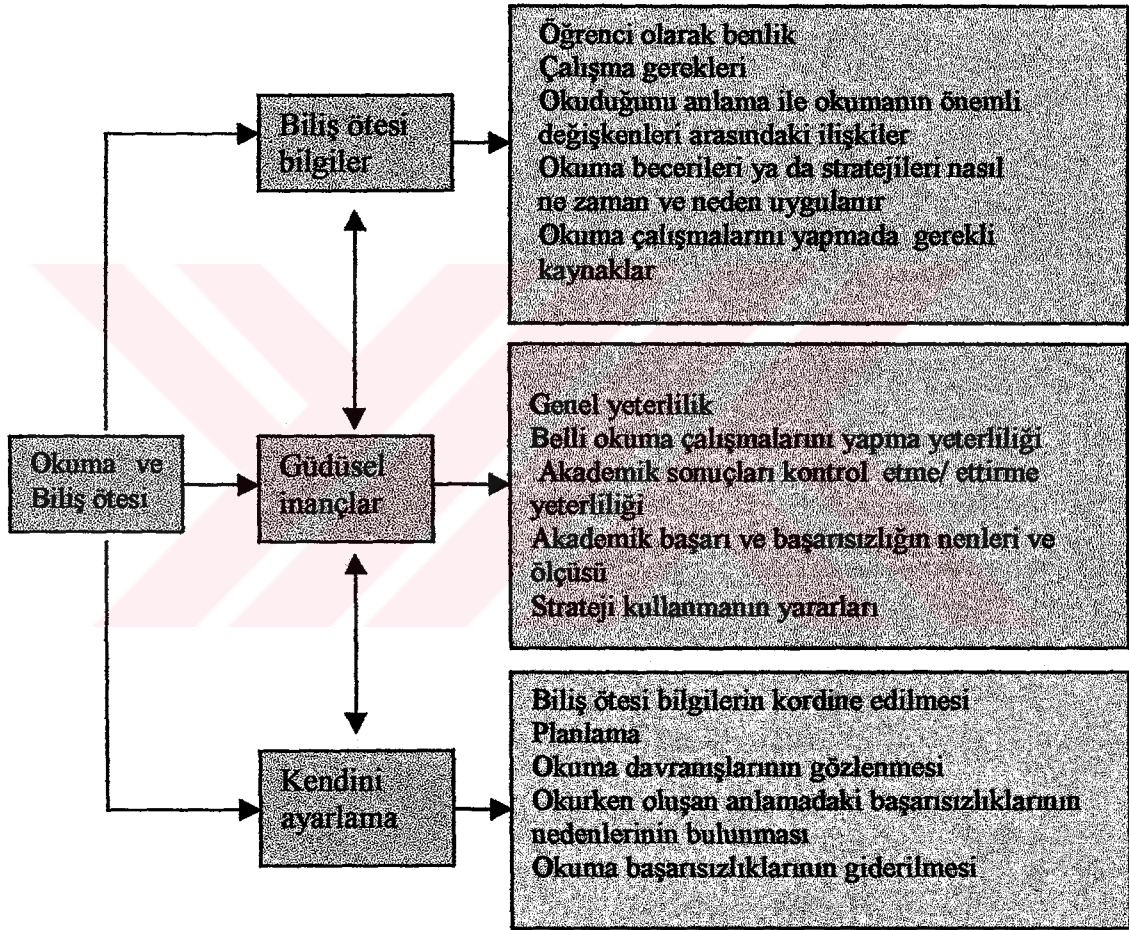 Öğrenci olarak benlik
Çalışma gerekleri
Okuduğunu anlama ile okumanın önemli
değişkenleri arasındaki ilişkiler
Okuma becerileri ya da stratejileri nasıl
ne zaman ve neden uygulanır
Okuma çalışmalarını yapmada gerekli
kaynaklar
Biliş ötesi
bilgiler
Genel yeterlilik
Belli okuma çalışmalarını yapma yeterliliği
Akademik sonuçları kontrol etme/ ettirme
yeterliliği
Akademik başarı ve başarısızlığın nenleri ve
ölçüsü
Strateji kullanmanın yararları
Okuma ve
Biliş ötesi
Güdüsel
inançlar
Biliş ötesi bilgilerin kordine edilmesi
Planlama
Okuma davranışlarının gözlenmesi
Okurken oluşan anlamadaki başarısızlıklarının
nedenlerinin bulunması
Okuma başarısızlıklarının giderilmesi
Kendini
ayarlama